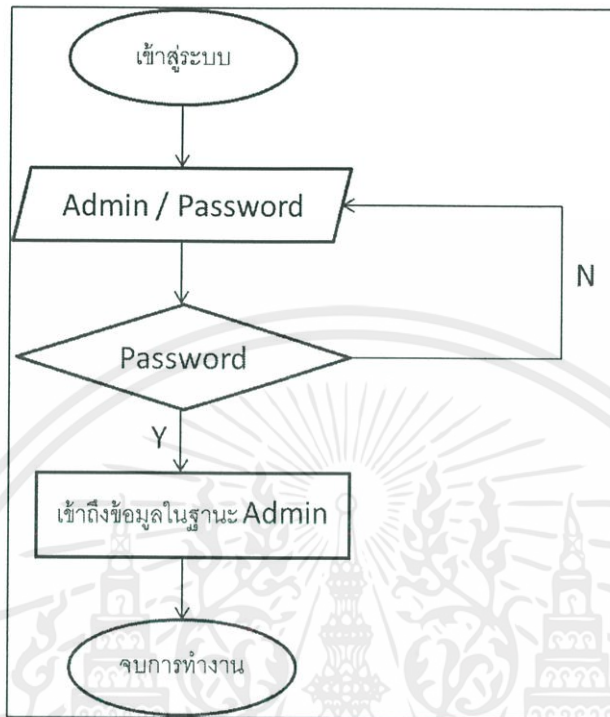 เข้าสู่ระบบ
Admin / Password
N
Password
Y
เข้าถึงข้อมูลในฐานะ Admin
จบการทำงาน